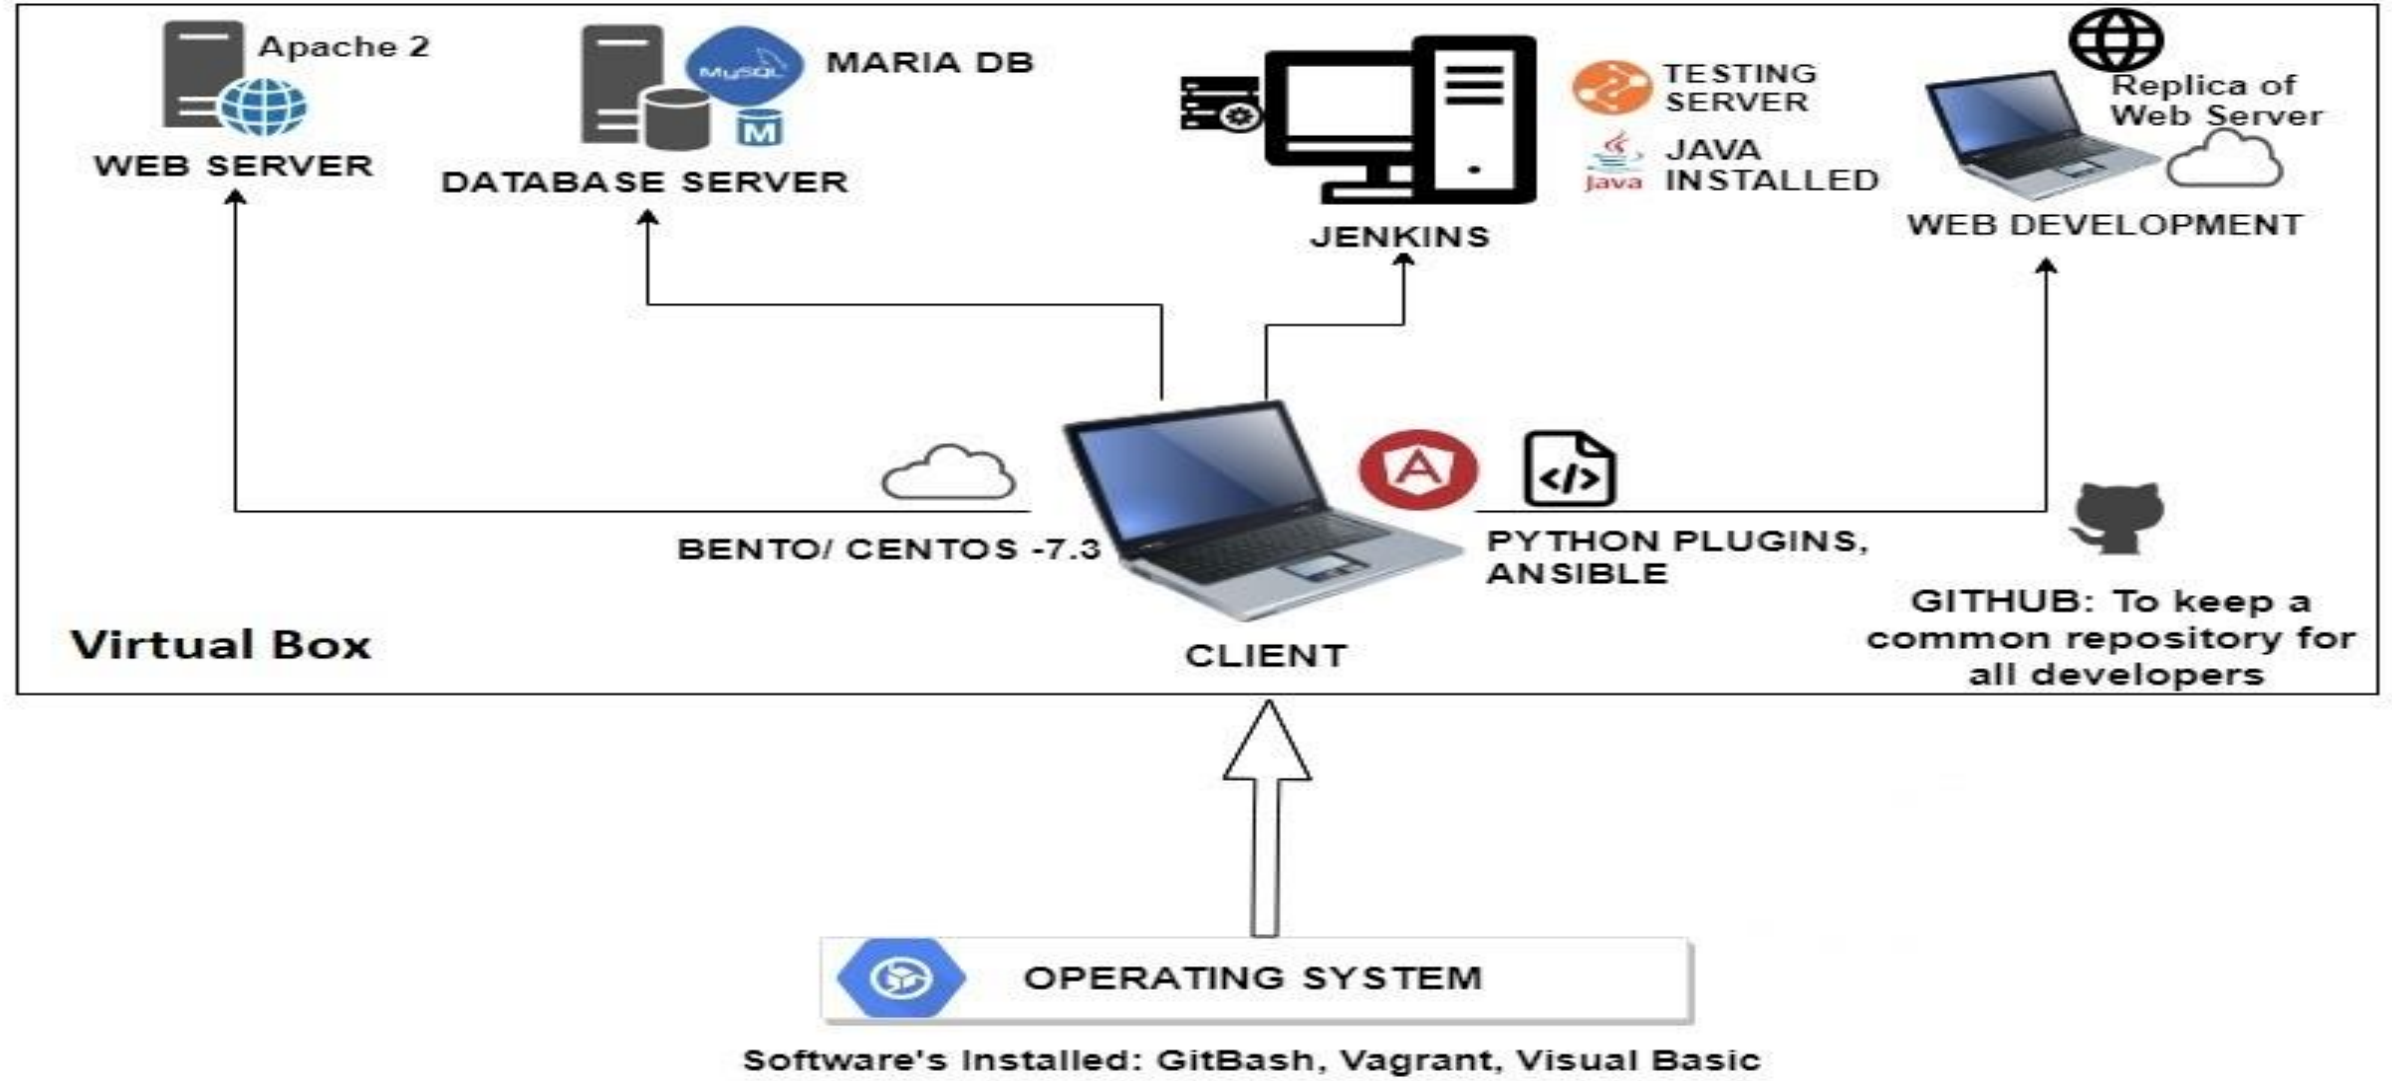 Apache 2
WEB SERVER
MySQL
MARIA DB
M
DATABASE SERVER
JENKINS
TESTING
SERVER
Java
JAVA
INSTALLED
Replica of
Web Server
WEB DEVELOPMENT
BENTO/ CENTOS -7.3
A
</>
PYTHON PLUGINS,
ANSIBLE
CLIENT
Virtual Box
GITHUB: To keep a
common repository for
all developers
OPERATING SYSTEM
Software's Installed: GitBash, Vagrant, Visual Basic